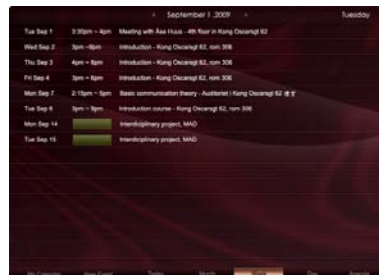 ‹ September 1 ,2009 › Tuesday
Tue Sep 1 3:30pm ~ 4pm Meeting with Åse Huus - 4th floor in Kong Oscarsgt 62
Wed Sep 2 3pm ~ 6pm Introduction - Kong Oscarsgt 62, rom 306
Thu Sep 3 4pm ~ 6pm Introduction - Kong Oscarsgt 62, rom 306
Fri Sep 4 3pm ~ 6pm Introduction - Kong Oscarsgt 62, rom 306
Mon Sep 7 2:15pm ~ 5pm Basic communication theory - Auditoriet i Kong Oscarsgt 62
Tue Sep 8 3pm ~ 9pm Introduction course - Kong Oscarsgt 62, rom 306
Mon Sep 14 Interdiciplinary project, MAD
Tue Sep 15 Interdiciplinary project, MAD
My Calendar New Event Today Month Day Agenda